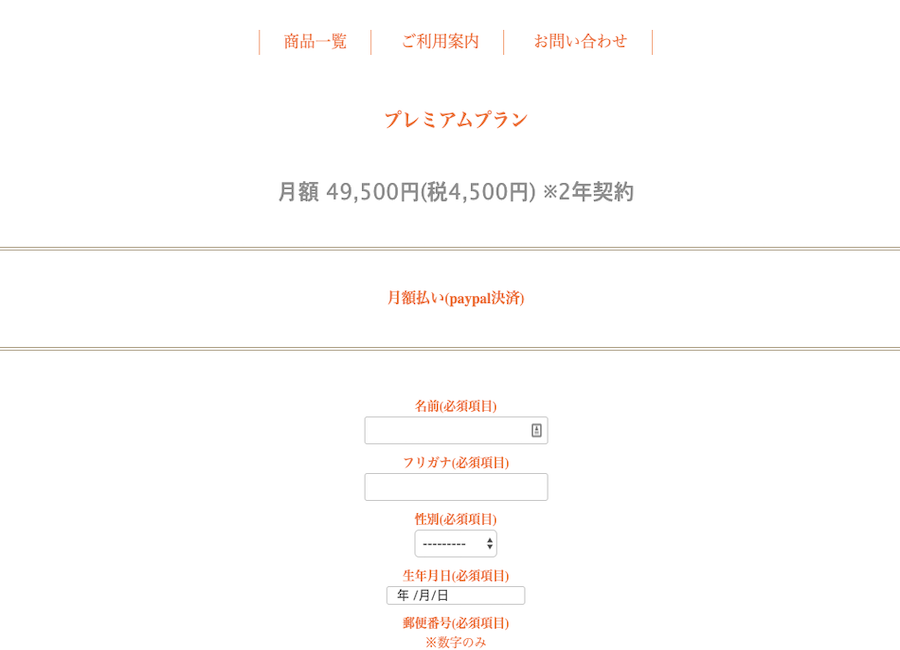 商品一覧 ご利用案内 お問い合わせ
プレミアムプラン
月額 49,500円(税4,500円) ※2年契約
月額払い(paypal決済)
名前(必須項目)
フリガナ(必須項目)
性別(必須項目)
---------
生年月日(必須項目)
年 /月/日
郵便番号(必須項目)
※数字のみ